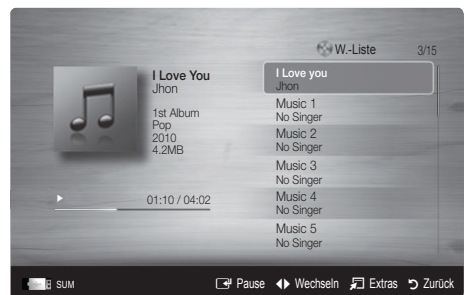 W.-Liste 3/15
I Love You
Jhon
1st Album
Pop
2010
4.2MB
01:10 / 04:02
I Love you
Jhon
Music 1
No Singer
Music 2
No Singer
Music 3
No Singer
Music 4
No Singer
Music 5
No Singer
SUM Pause Wechseln Extras Zurück